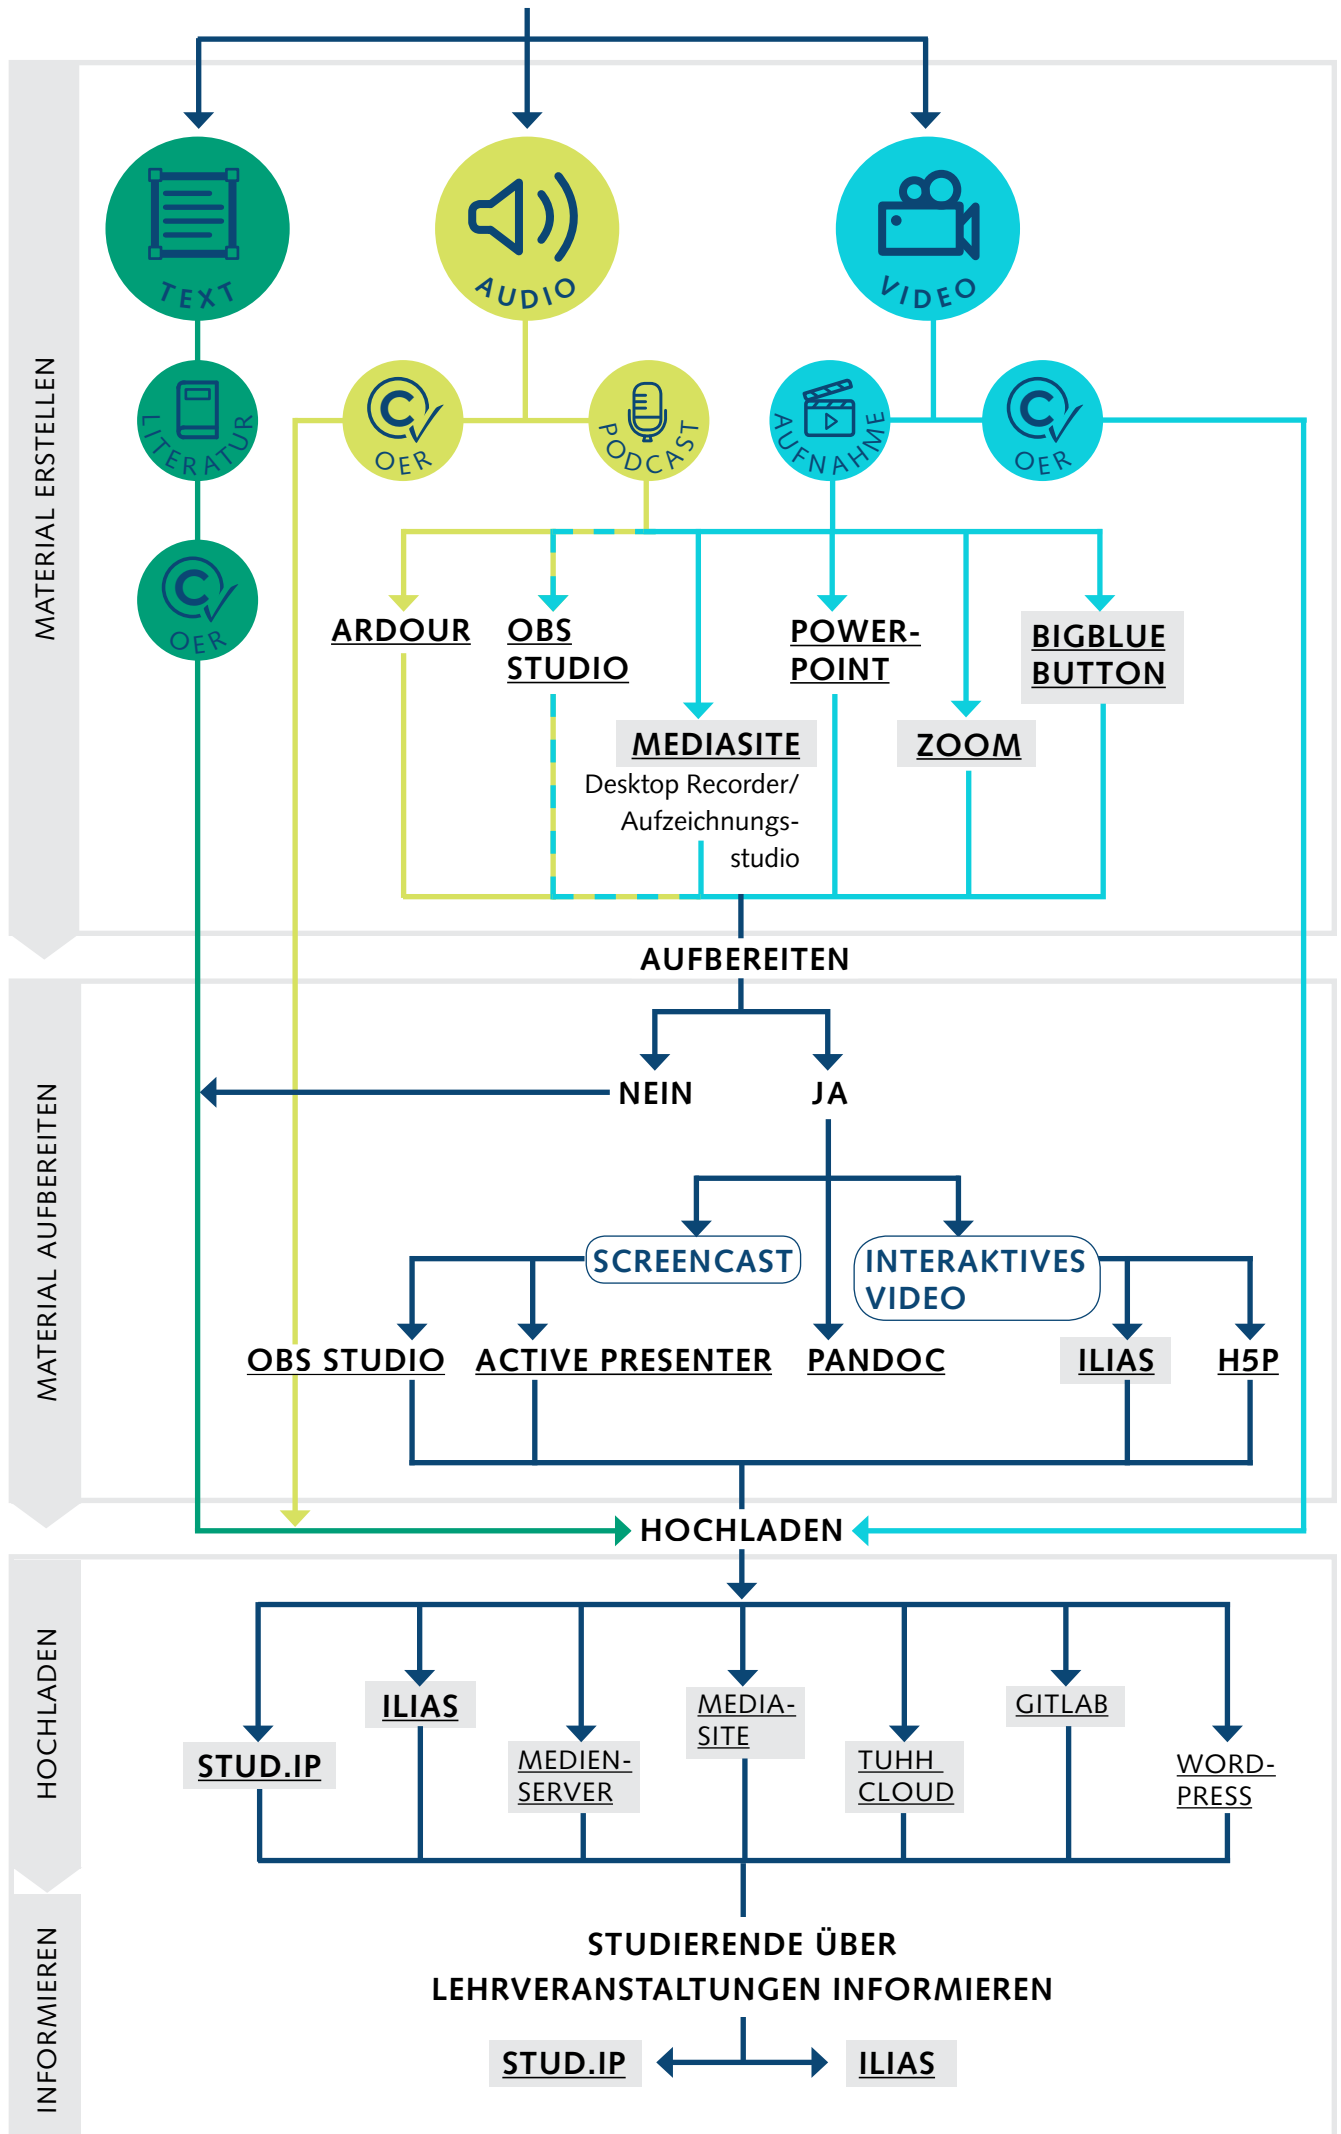 MATERIAL ERSTELLEN
TEXT
AUDIO
VIDEO
LITERATUR
OER
PODCAST
AUFNAHME
OER
OER
ARDOUR
OBS
STUDIO
POWER-
POINT
BIGBLUE
BUTTON
MEDIASITE
Desktop Recorder/
Aufzeichnungs-
studio
ZOOM
AUFBEREITEN
MATERIAL AUFBEREITEN
NEIN
JA
SCREENCAST
INTERAKTIVES
VIDEO
OBS STUDIO
ACTIVE PRESENTER
PANDOC
ILIAS
H5P
HOCHLADEN
HOCHLADEN
STUD.IP
ILIAS
MEDIEN-
SERVER
MEDIA-
SITE
TUHH
CLOUD
GITLAB
WORD-
PRESS
INFORMIEREN
STUDIERENDE ÜBER
LEHRVERANSTALTUNGEN INFORMIEREN
STUD.IP
ILIAS